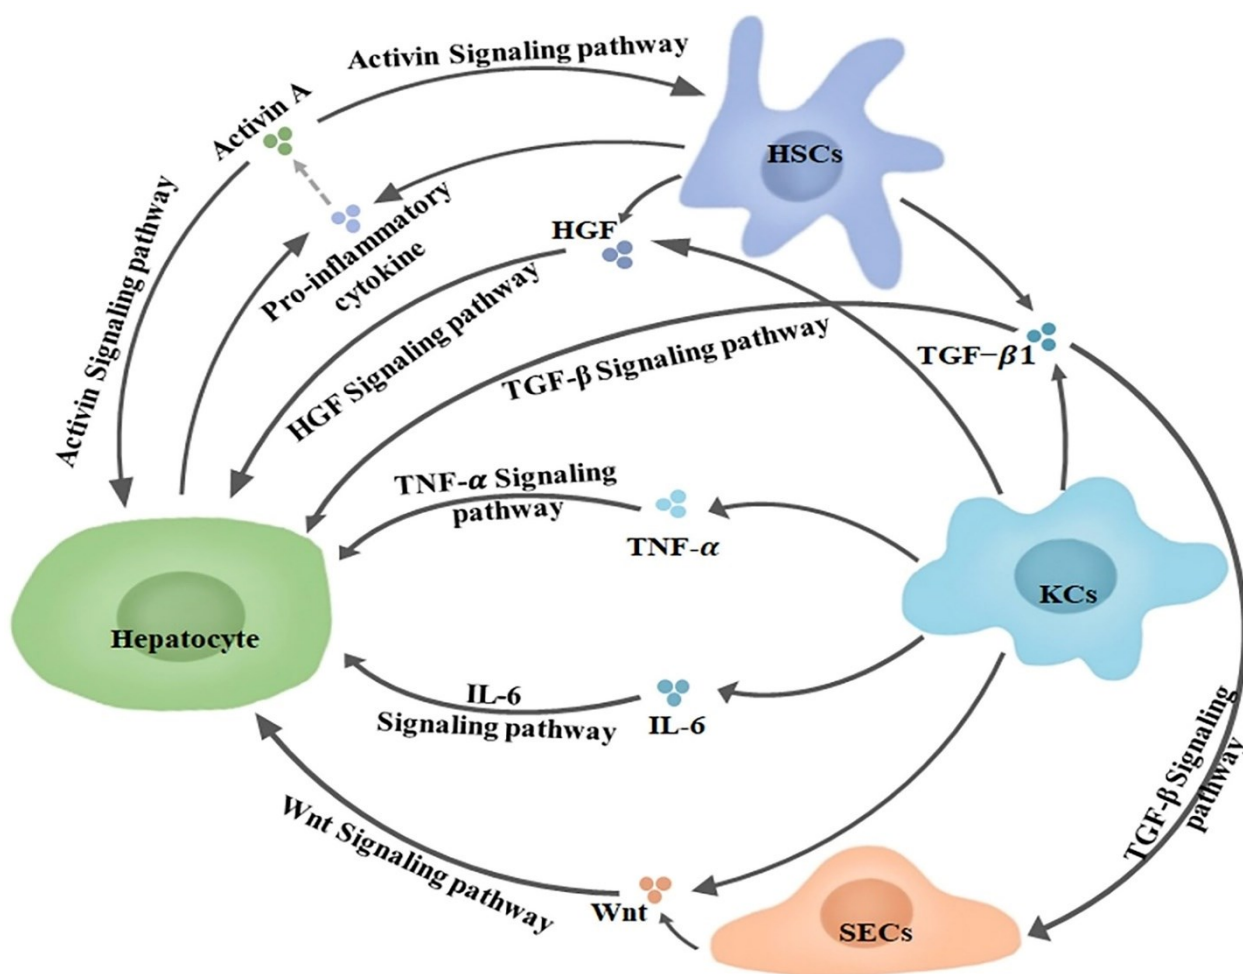 Activin Signaling pathway
Activin A
HSCs
Activin Signaling pathway
Pro-inflammatory
cytokine
HGF
HGF Signaling pathway
TGF-β Signaling pathway
TGF−β1
TNF-α Signaling
pathway
TNF-α
KCs
Hepatocyte
IL-6
Signaling pathway
IL-6
TGF-β Signaling
pathway
Wnt Signaling pathway
Wnt
SECs